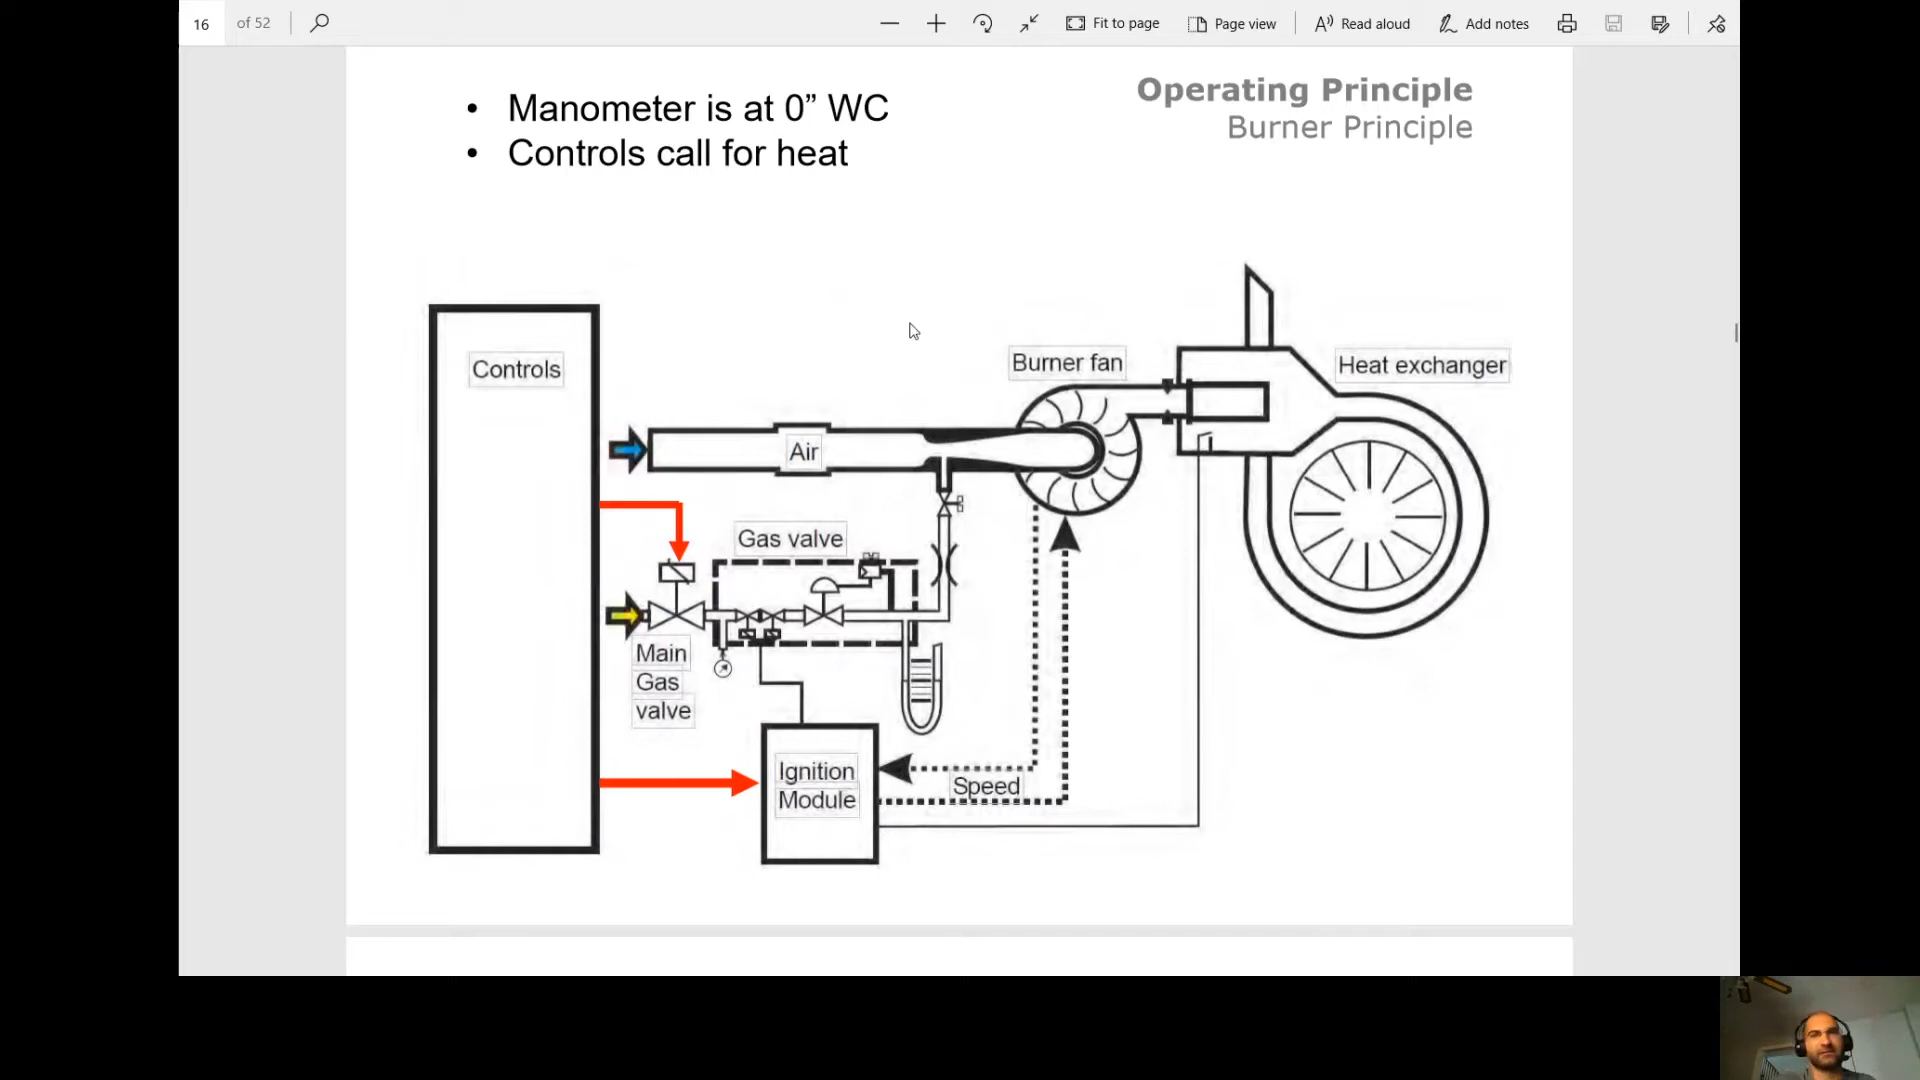 16 of 52 Fit to page Page view Read aloud Add notes
• Manometer is at 0” WC
• Controls call for heat
Operating Principle
Burner Principle
Controls
Air
Burner fan
Heat exchanger
Gas valve
Main
Gas
valve
Ignition
Module
Speed